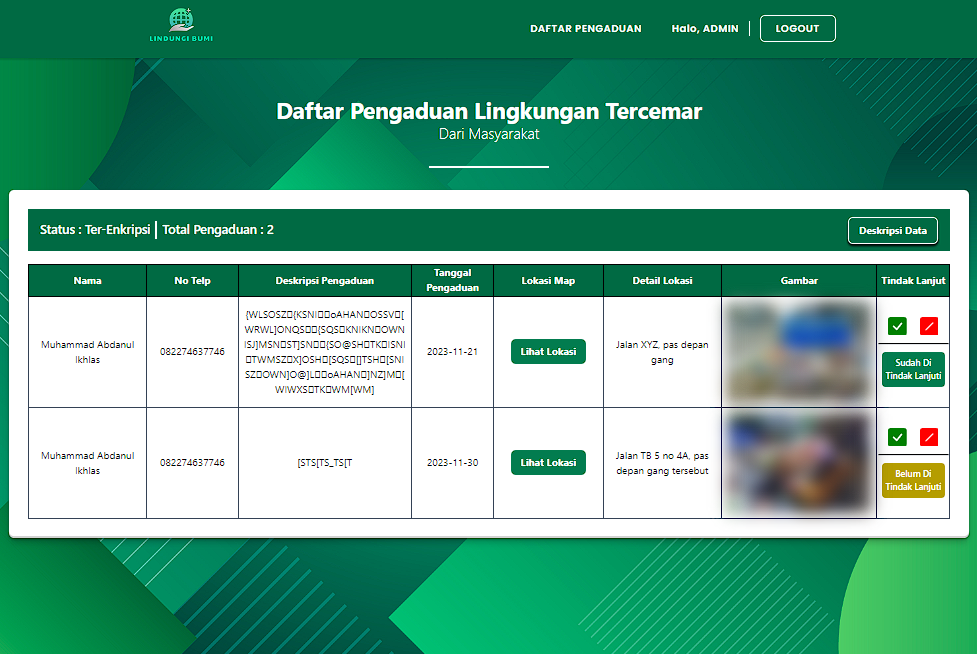 LINDUNGI BUMI
DAFTAR PENGADUAN
Halo, ADMIN
LOGOUT
Daftar Pengaduan Lingkungan Tercemar
Dari Masyarakat
Status : Ter-Enkripsi | Total Pengaduan : 2
Deskripsi Data
Nama
No Telp
Deskripsi Pengaduan
Tanggal
Pengaduan
Lokasi Map
Detail Lokasi
Gambar
Tindak Lanjut
Muhammad Abdanul
Ikhlas
082274637746
{WLSOSZ▯{KSNI▯▯oAHAN▯OSSV▯[
WRWL]ONQS▯▯{SQS▯KNIKN▯OWN
ISJ]MSN▯ST]SN▯▯{SO@SH▯TK▯ISNI
▯TWMSZ▯X]OSH▯[SQS▯[]TSH▯[SNI
SZ▯OWN]O@]L▯▯oAHAN▯]NZ]M▯[
WIWXS▯TK▯WM[WM]
2023-11-21
Lihat Lokasi
Jalan XYZ, pas depan
gang
Sudah Di
Tindak Lanjuti
Muhammad Abdanul
Ikhlas
082274637746
[STS[TS_TS[T
2023-11-30
Lihat Lokasi
Jalan TB 5 no 4A, pas
depan gang tersebut
Belum Di
Tindak Lanjuti